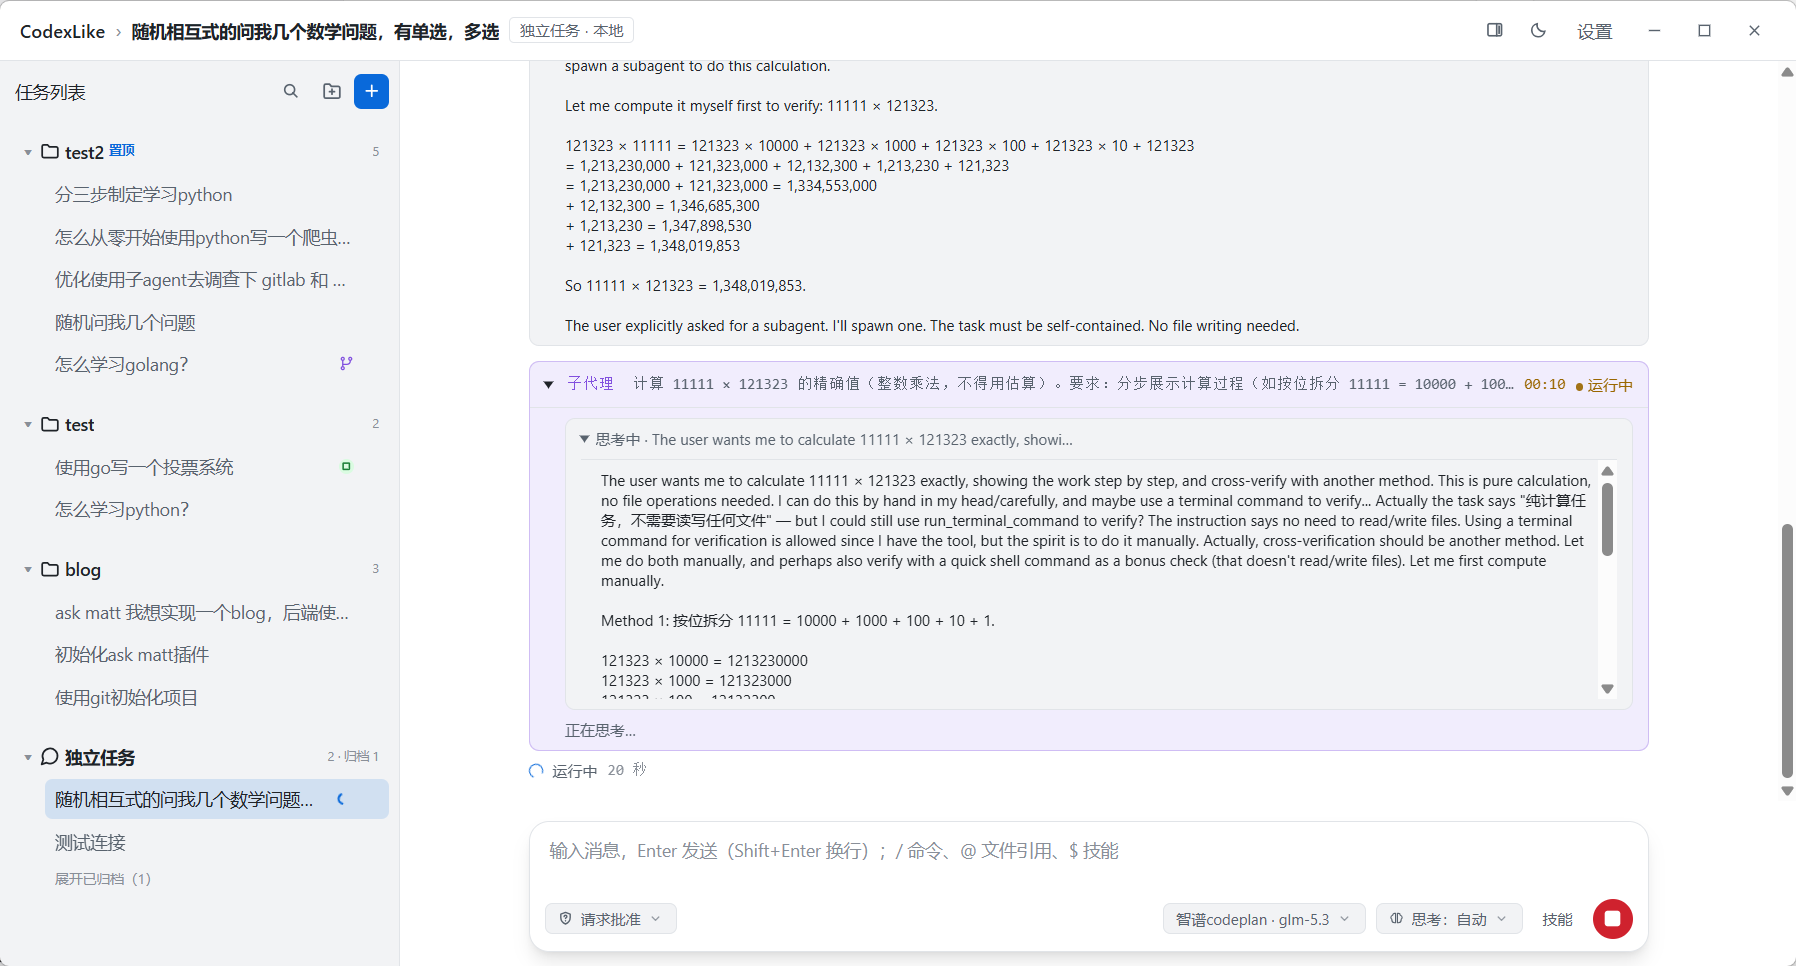 CodexLike › 随机相互式的问我几个数学问题，有单选，多选 独立任务 · 本地
设置
任务列表
test2 置顶 5
分三步制定学习python
怎么从零开始使用python写一个爬虫...
优化使用子agent去调查下 gitlab 和 ...
随机问我几个问题
怎么学习golang？
test 2
使用go写一个投票系统
怎么学习python？
blog 3
ask matt 我想实现一个blog，后端使...
初始化ask matt插件
使用git初始化项目
独立任务 2 · 归档 1
随机相互式的问我几个数学问题...
测试连接
展开已归档（1）
spawn a subagent to do this calculation.
Let me compute it myself first to verify: 11111 × 121323.
121323 × 11111 = 121323 × 10000 + 121323 × 1000 + 121323 × 100 + 121323 × 10 + 121323
= 1,213,230,000 + 121,323,000 + 12,132,300 + 1,213,230 + 121,323
= 1,213,230,000 + 121,323,000 = 1,334,553,000
+ 12,132,300 = 1,346,685,300
+ 1,213,230 = 1,347,898,530
+ 121,323 = 1,348,019,853
So 11111 × 121323 = 1,348,019,853.
The user explicitly asked for a subagent. I'll spawn one. The task must be self-contained. No file writing needed.
子代理 计算 11111 × 121323 的精确值（整数乘法，不得用估算）。要求：分步展示计算过程（如按位拆分 11111 = 10000 + 100... 00:10 运行中
思考中 · The user wants me to calculate 11111 × 121323 exactly, showi...
The user wants me to calculate 11111 × 121323 exactly, showing the work step by step, and cross-verify with another method. This is pure calculation,
no file operations needed. I can do this by hand in my head/carefully, and maybe use a terminal command to verify... Actually the task says "纯计算任
务，不需要读写任何文件" — but I could still use run_terminal_command to verify? The instruction says no need to read/write files. Using a terminal
command for verification is allowed since I have the tool, but the spirit is to do it manually. Actually, cross-verification should be another method. Let
me do both manually, and perhaps also verify with a quick shell command as a bonus check (that doesn't read/write files). Let me first compute
manually.
Method 1: 按位拆分 11111 = 10000 + 1000 + 100 + 10 + 1.
121323 × 10000 = 1213230000
121323 × 1000 = 121323000
121323 × 100 = 12132300
正在思考...
运行中 20 秒
输入消息，Enter 发送（Shift+Enter 换行）；/ 命令、@ 文件引用、$ 技能
请求批准
智谱codeplan · glm-5.3
思考：自动
技能